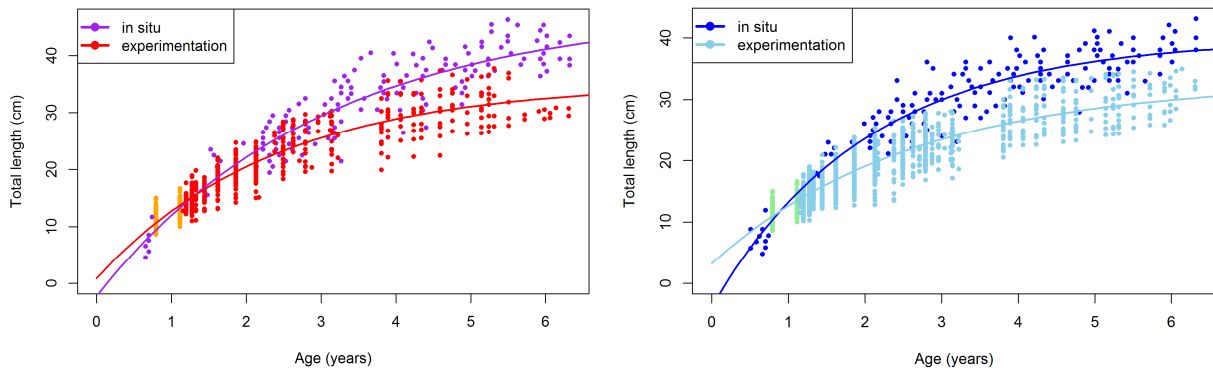 in situ
experimentation
Total length (cm)
40
30
20
10
0
0 1 2 3 4 5 6
Age (years)
in situ
experimentation
Total length (cm)
40
30
20
10
0
0 1 2 3 4 5 6
Age (years)